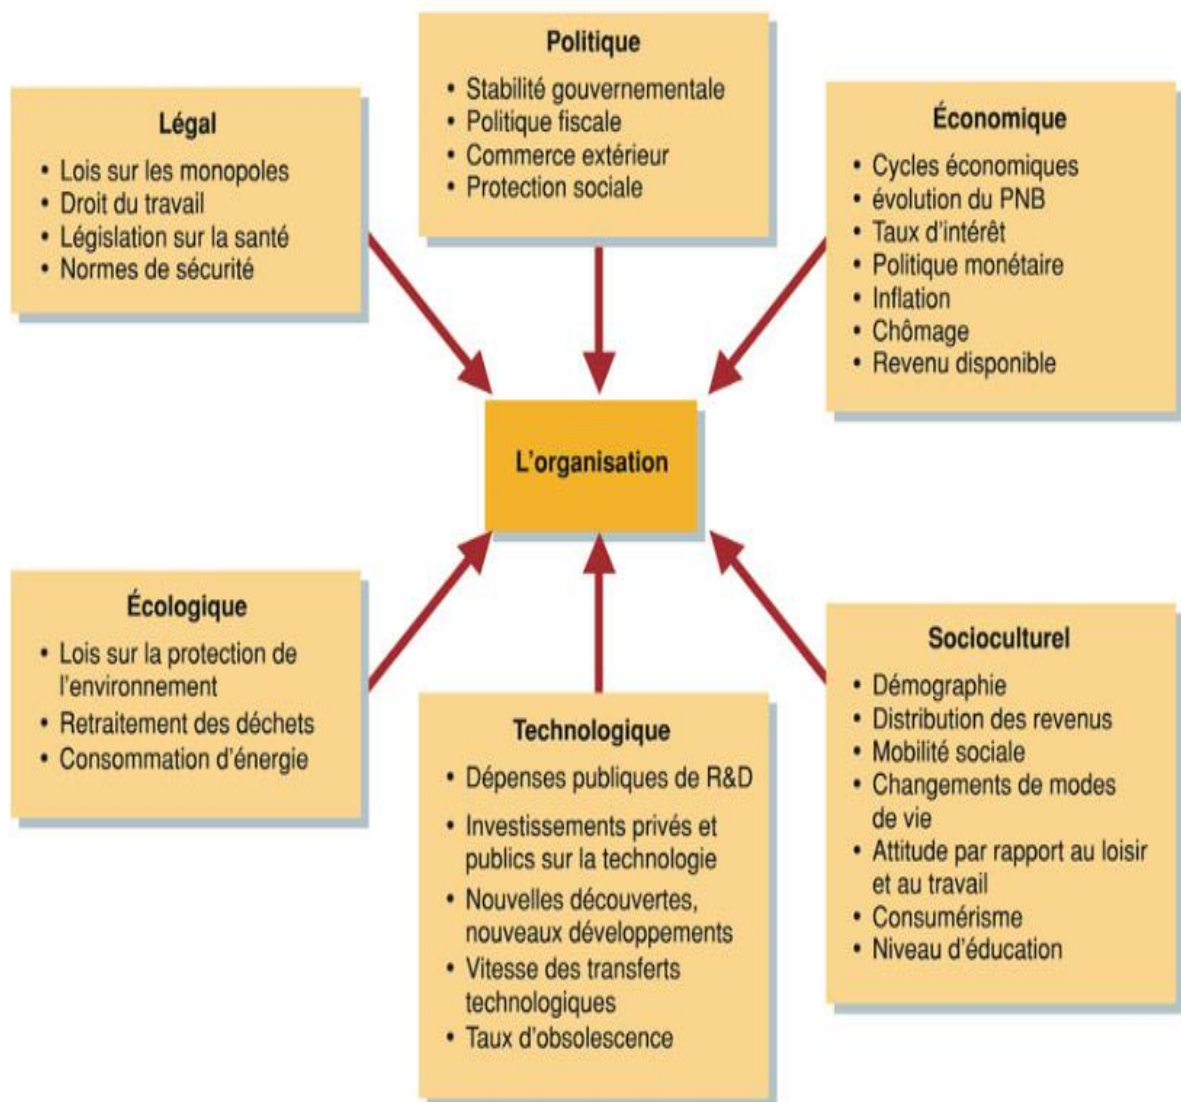 Politique
• Stabilité gouvernementale
• Politique fiscale
• Commerce extérieur
• Protection sociale
Légal
• Lois sur les monopoles
• Droit du travail
• Législation sur la santé
• Normes de sécurité
Économique
• Cycles économiques
• évolution du PNB
• Taux d'intérêt
• Politique monétaire
• Inflation
• Chômage
• Revenu disponible
L'organisation
Écologique
• Lois sur la protection de
l'environnement
• Retraitement des déchets
• Consommation d'énergie
Technologique
• Dépenses publiques de R&D
• Investissements privés et
publics sur la technologie
• Nouvelles découvertes,
nouveaux développements
• Vitesse des transferts
technologiques
• Taux d'obsolescence
Socioculturel
• Démographie
• Distribution des revenus
• Mobilité sociale
• Changements de modes
de vie
• Attitude par rapport au loisir
et au travail
• Consumérisme
• Niveau d'éducation